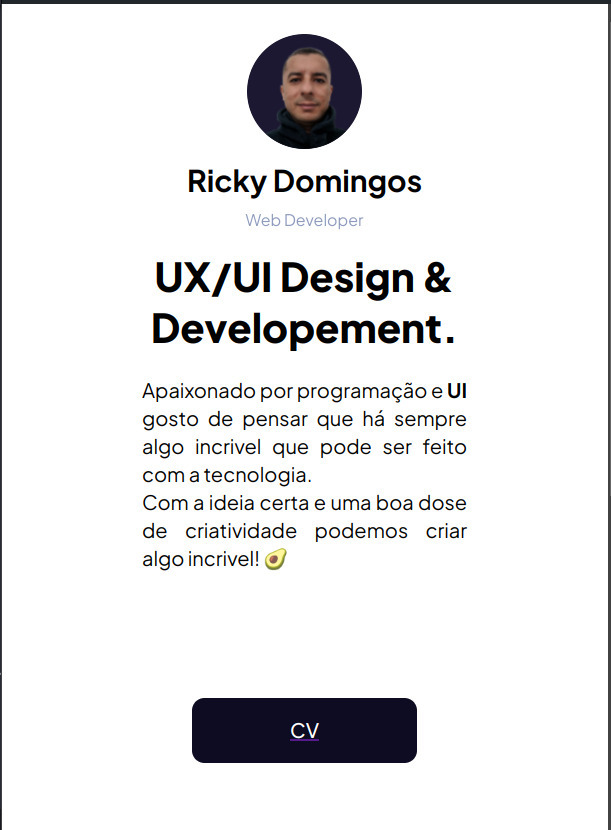 Ricky Domingos
Web Developer
UX/UI Design &
Developement.
Apaixonado por programação e UI
gosto de pensar que há sempre
algo incrivel que pode ser feito
com a tecnologia.
Com a ideia certa e uma boa dose
de criatividade podemos criar
algo incrivel! 🥑
CV